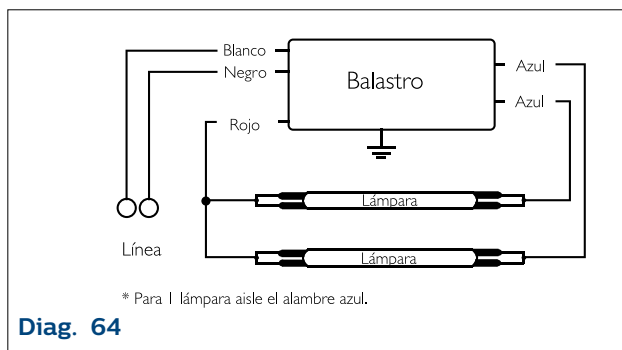 Blanco
Negro
Rojo
Balastro
Azul
Azul
Lámpara
Lámpara
Línea
* Para 1 lámpara aisle el alambre azul.
Diag. 64